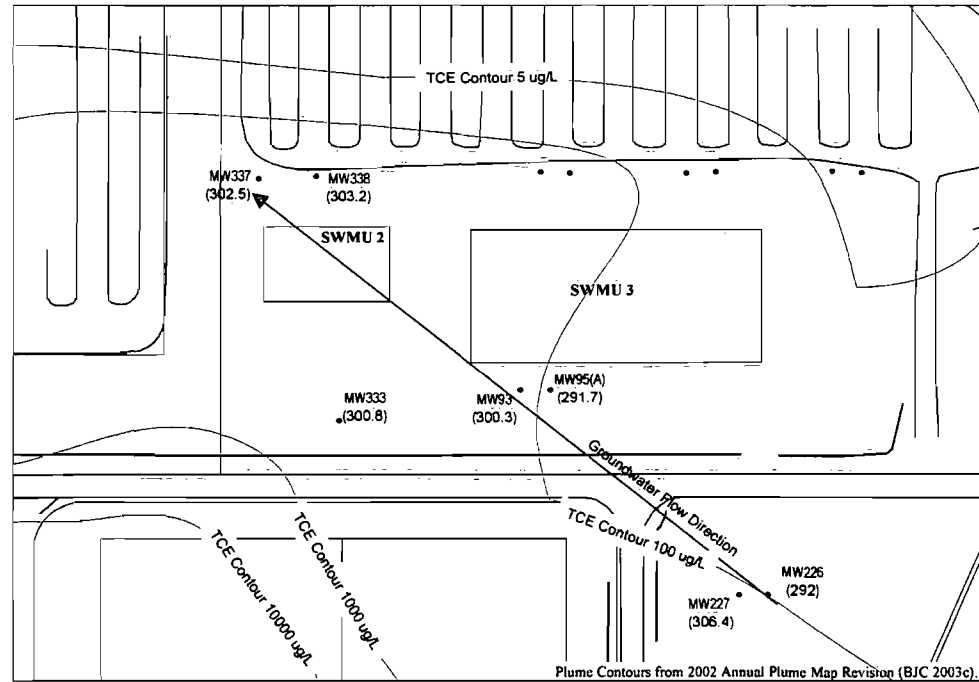 TCE Contour 5 ug/L
MW337
(302.5)
MW338
(303.2)
SWMU 2
SWMU 3
MW333
(300.8)
MW93
(300.3)
MW95(A)
(291.7)
Groundwater Flow Direction
TCE Contour 100 ug/L
TCE Contour 1000 ug/L
TCE Contour 10000 ug/L
MW226
(292)
MW227
(306.4)
Plume Contours from 2002 Annual Plume Map Revision (BJC 2003c).